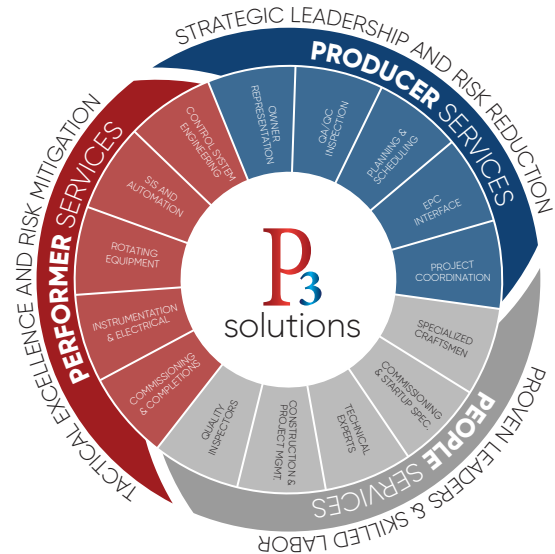 STRATEGIC LEADERSHIP AND RISK REDUCTION
PRODUCER SERVICES
OWNER
REPRESENTATION
QA/QC
INSPECTION
PLANNING &
SCHEDULING
EPC
INTERFACE
PROJECT
COORDINATION
PROVEN LEADERS & SKILLED LABOR
PEOPLE SERVICES
SPECIALIZED
CRAFTSMEN
COMMISSIONING
& STARTUP SPEC.
TECHNICAL
EXPERTS
CONSTRUCTION &
PROJECT MGMT.
QUALITY
INSPECTORS
TACTICAL EXCELLENCE AND RISK MITIGATION
PERFORMER SERVICES
COMMISSIONING
& COMPLETIONS
INSTRUMENTATION
& ELECTRICAL
ROTATING
EQUIPMENT
SIS AND
AUTOMATION
CONTROL SYSTEM
ENGINEERING
P3
solutions